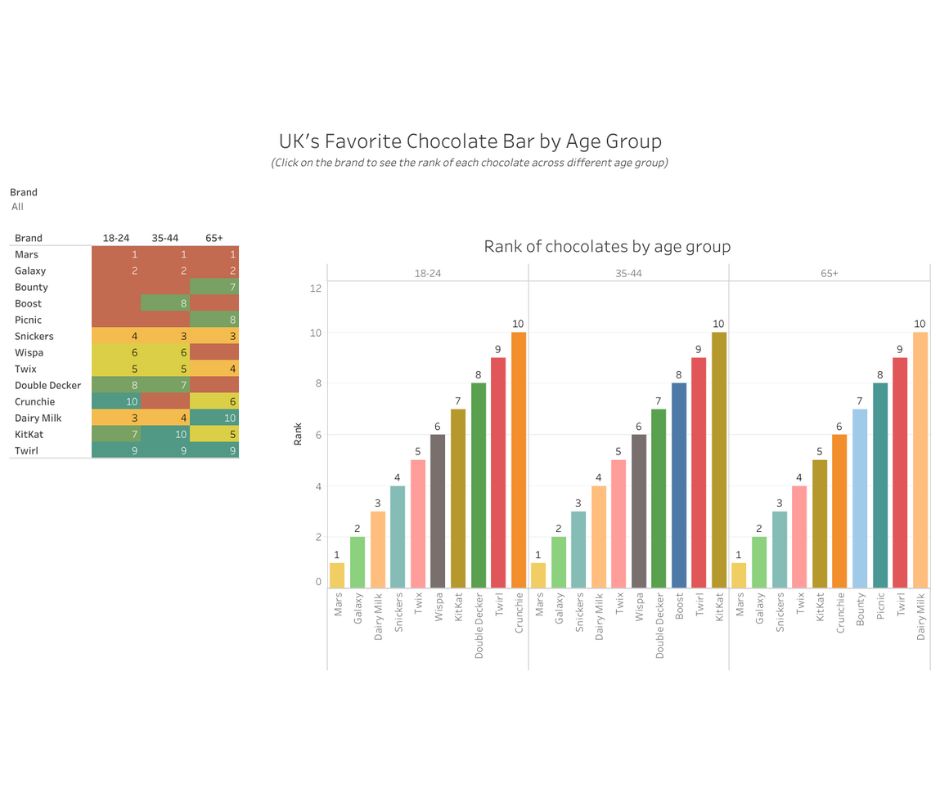 UK's Favorite Chocolate Bar by Age Group
(Click on the brand to see the rank of each chocolate across different age group)
Brand
All
Brand 18-24 35-44 65+
Mars 1 1 1
Galaxy 2 2 2
Bounty 7
Boost 8
Picnic 8
Snickers 4 3 3
Wispa 6 6
Twix 5 5 4
Double Decker 8 7
Crunchie 10 6
Dairy Milk 3 4 10
KitKat 7 10 5
Twirl 9 9 9
Rank of chocolates by age group
18-24 35-44 65+
12
10
8
6
4
2
0
Rank
1 2 3 4 5 6 7 8 9 10
1 2 3 4 5 6 7 8 9 10
1 2 3 4 5 6 7 8 9 10
Mars Galaxy Dairy Milk Snickers Twix Wispa KitKat Double Decker Twirl Crunchie
Mars Galaxy Snickers Dairy Milk Twix Wispa Double Decker Boost Twirl KitKat
Mars Galaxy Snickers Twix KitKat Crunchie Bounty Picnic Twirl Dairy Milk